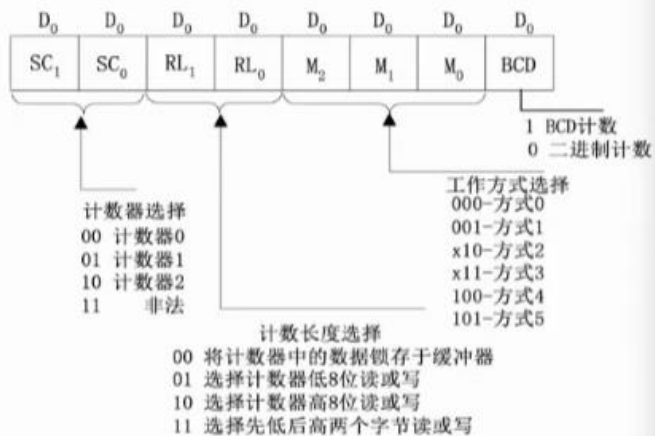 D₀ D₀ D₀ D₀ D₀ D₀ D₀ D₀
SC₁ SC₀ RL₁ RL₀ M₂ M₁ M₀ BCD
1 BCD计数
0 二进制计数
工作方式选择
000-方式0
001-方式1
x10-方式2
x11-方式3
100-方式4
101-方式5
计数器选择
00 计数器0
01 计数器1
10 计数器2
11 非法
计数长度选择
00 将计数器中的数据锁存于缓冲器
01 选择计数器低8位读或写
10 选择计数器高8位读或写
11 选择先低后高两个字节读或写